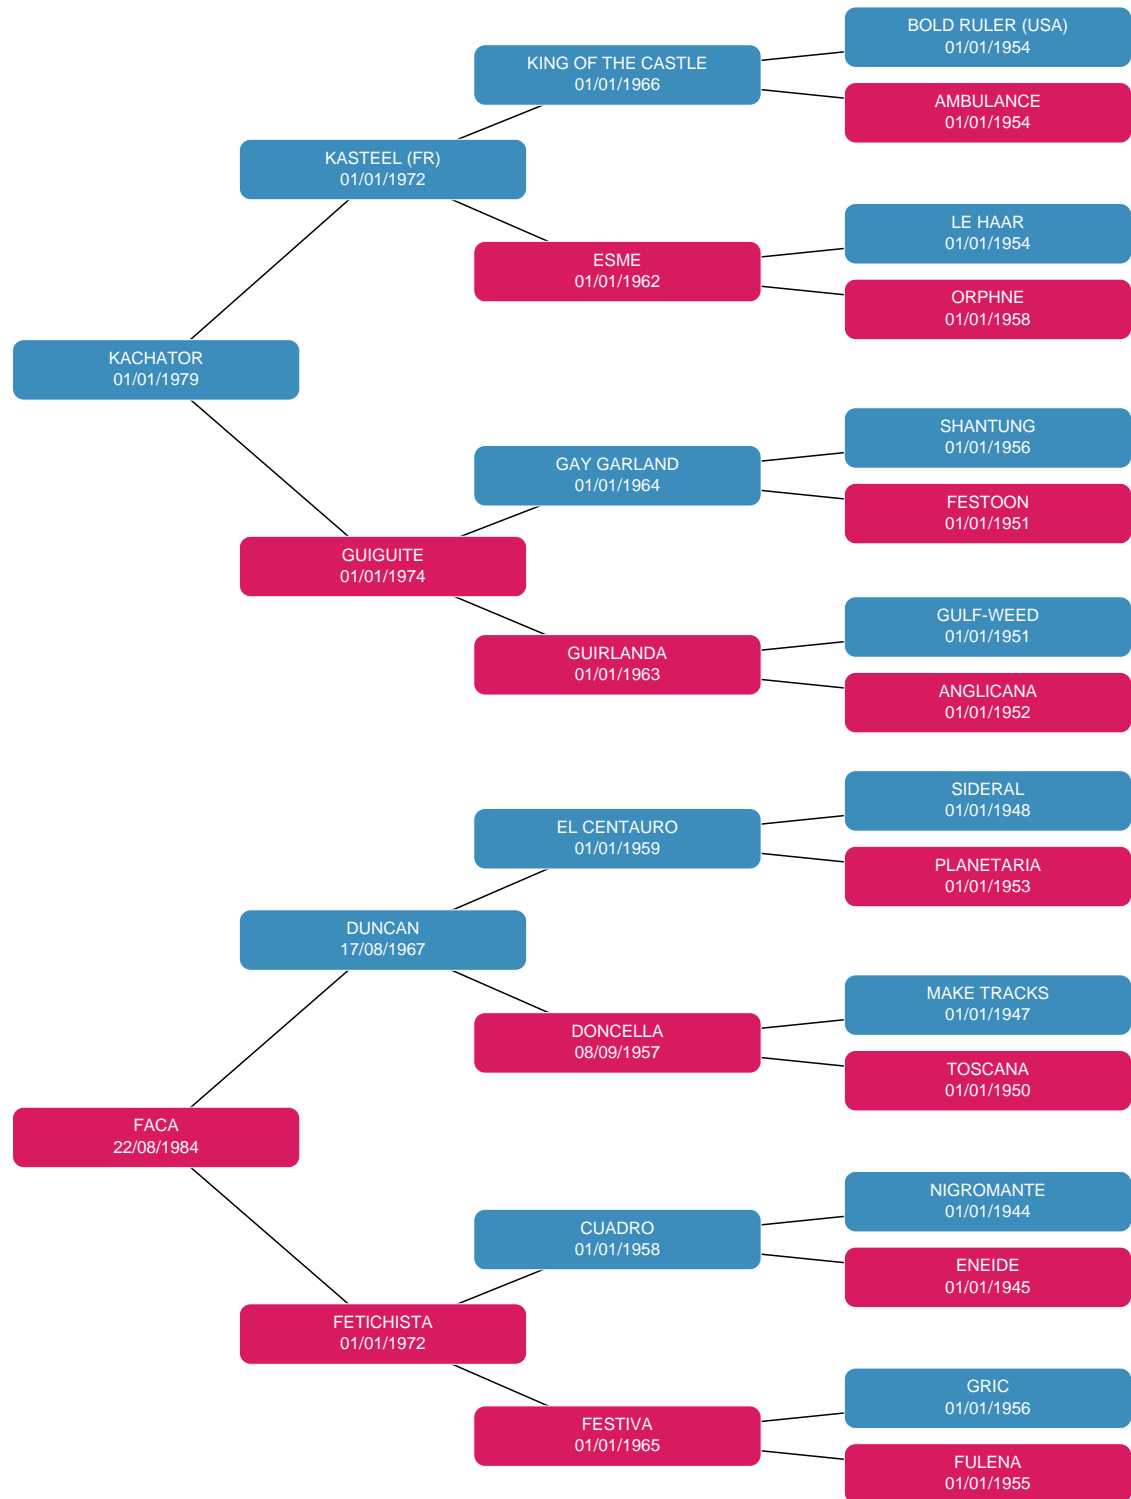 BOLD RULER (USA)
01/01/1954
KING OF THE CASTLE
01/01/1966
AMBULANCE
01/01/1954
KASTEEL (FR)
01/01/1972
LE HAAR
01/01/1954
ESME
01/01/1962
ORPHNE
01/01/1958
KACHATOR
01/01/1979
SHANTUNG
01/01/1956
GAY GARLAND
01/01/1964
FESTOON
01/01/1951
GUIGUITE
01/01/1974
GULF-WEED
01/01/1951
GUIRLANDA
01/01/1963
ANGLICANA
01/01/1952
SIDERAL
01/01/1948
EL CENTAURO
01/01/1959
PLANETARIA
01/01/1953
DUNCAN
17/08/1967
MAKE TRACKS
01/01/1947
DONCELLA
08/09/1957
TOSCANA
01/01/1950
FACA
22/08/1984
NIGROMANTE
01/01/1944
CUADRO
01/01/1958
ENEIDE
01/01/1945
FETICHISTA
01/01/1972
GRIC
01/01/1956
FESTIVA
01/01/1965
FULENA
01/01/1955